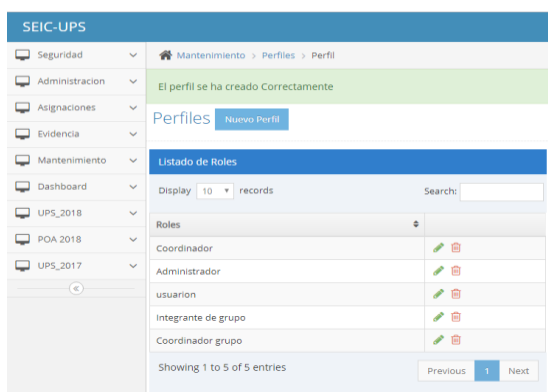 SEIC-UPS
Seguridad
Administracion
Asignaciones
Evidencia
Mantenimiento
Dashboard
UPS_2018
POA 2018
UPS_2017
Mantenimiento > Perfiles > Perfil
El perfil se ha creado Correctamente
Perfiles Nuevo Perfil
Listado de Roles
Display 10 records Search:
Roles
Coordinador
Administrador
usuarion
Integrante de grupo
Coordinador grupo
Showing 1 to 5 of 5 entries Previous 1 Next